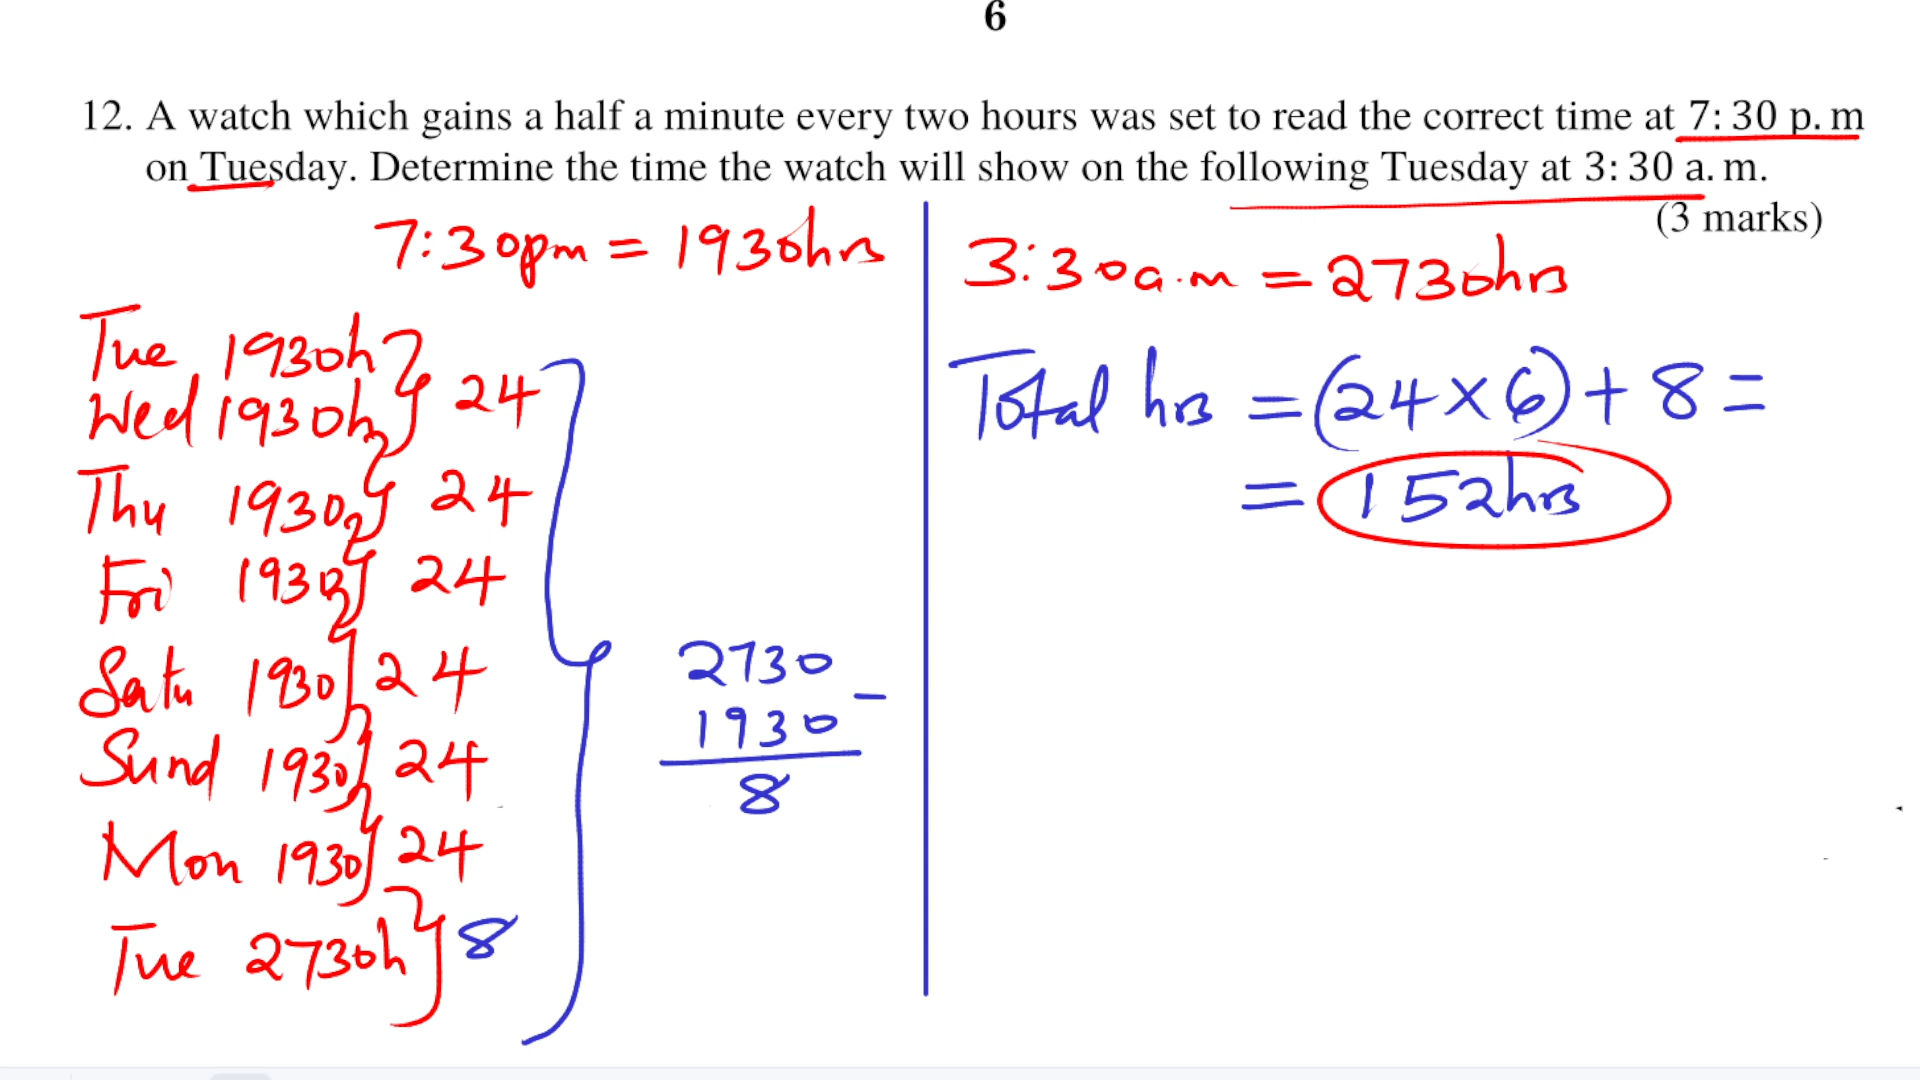 6
12. A watch which gains a half a minute every two hours was set to read the correct time at 7:30 p.m
on Tuesday. Determine the time the watch will show on the following Tuesday at 3:30 a.m.
(3 marks)
7:30pm = 1930hrs
Tue 1930h
Wed 1930h 24
Thu 1930 24
Fri 1930 24
Satu 1930 24
Sund 1930 24
Mon 1930 24
Tue 2730h 8
2730
1930 -
8
3:30a.m = 2730hrs
Total hrs = (24×6)+8 =
= 152hrs